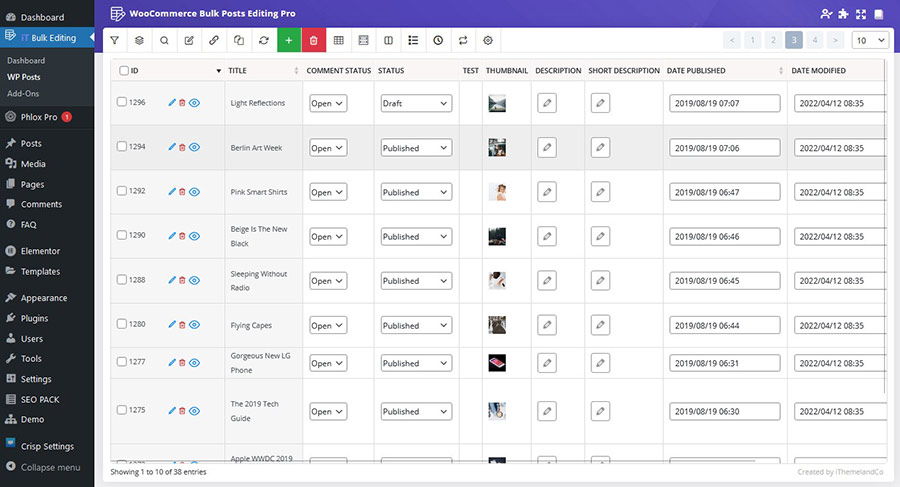 Dashboard
iT Bulk Editing
Dashboard
WP Posts
Add-Ons
Phlox Pro 1
Posts
Media
Pages
Comments
FAQ
Elementor
Templates
Appearance
Plugins
Users
Tools
Settings
SEO PACK
Demo
Crisp Settings
Collapse menu
WooCommerce Bulk Posts Editing Pro
< 1 2 3 4 > 10
ID TITLE COMMENT STATUS STATUS TEST THUMBNAIL DESCRIPTION SHORT DESCRIPTION DATE PUBLISHED DATE MODIFIED
1296 Light Reflections Open Draft 2019/08/19 07:07 2022/04/12 08:35
1294 Berlin Art Week Open Published 2019/08/19 07:06 2022/04/12 08:35
1292 Pink Smart Shirts Open Published 2019/08/19 06:47 2022/04/12 08:35
1290 Beige Is The New
Black Open Published 2019/08/19 06:46 2022/04/12 08:35
1288 Sleeping Without
Radio Open Published 2019/08/19 06:45 2022/04/12 08:35
1280 Flying Capes Open Published 2019/08/19 06:44 2022/04/12 08:35
1277 Gorgeous New LG
Phone Open Published 2019/08/19 06:31 2022/04/12 08:35
1275 The 2019 Tech
Guide Open Published 2019/08/19 06:30 2022/04/12 08:35
Apple WWDC 2019
Showing 1 to 10 of 38 entries
Created by iThemelandCo